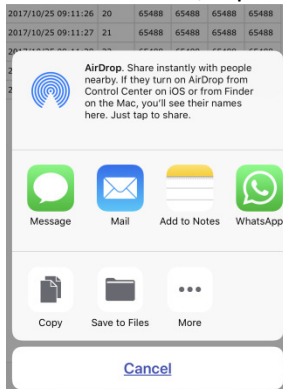 2017/10/25 09:11:26 20 65488 65488 65488 65488
2017/10/25 09:11:27 21 65488 65488 65488 65488
AirDrop. Share instantly with people
nearby. If they turn on AirDrop from
Control Center on iOS or from Finder
on the Mac, you'll see their names
here. Just tap to share.
Message Mail Add to Notes WhatsApp
Copy Save to Files More
Cancel